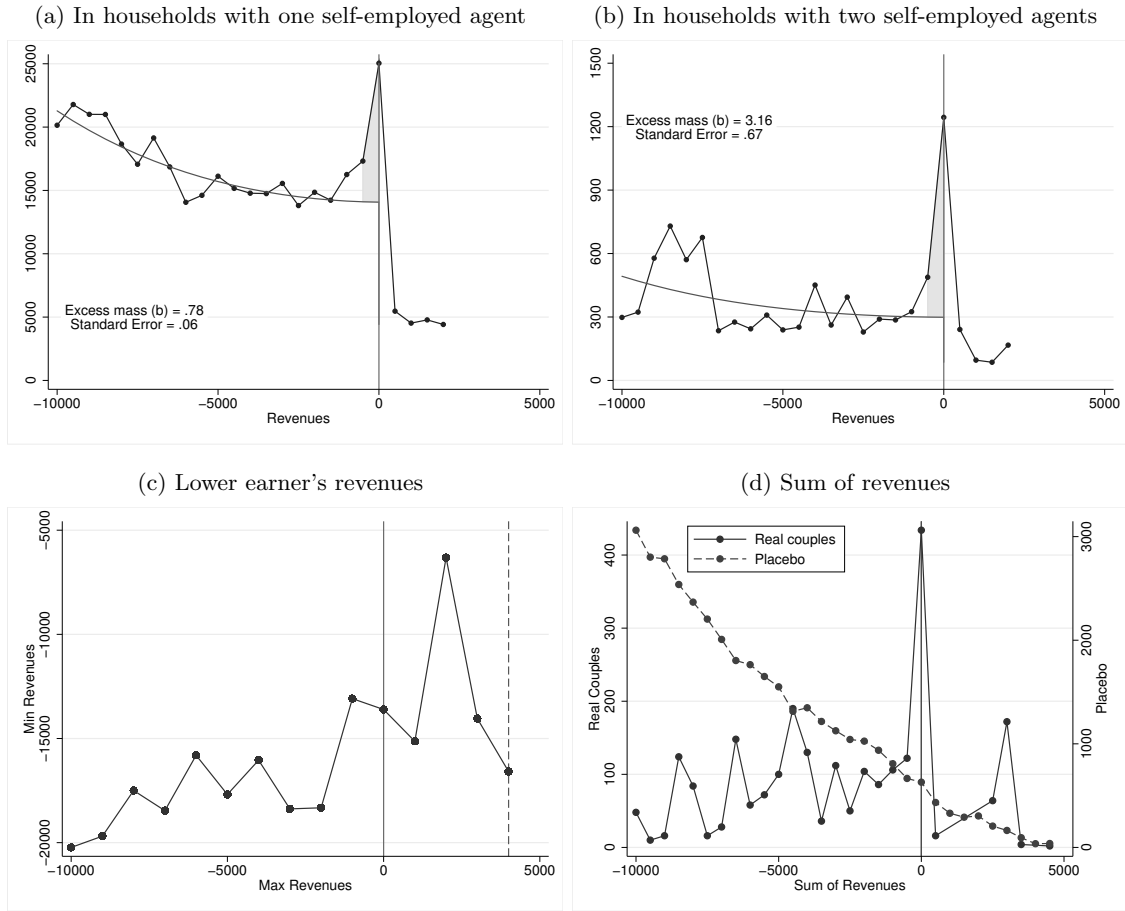 (a) In households with one self-employed agent
25000
20000
15000
10000
5000
0
Excess mass (b) = .78
Standard Error = .06
−10000 −5000 0 5000
Revenues
(b) In households with two self-employed agents
1500
1200
900
600
300
0
Excess mass (b) = 3.16
Standard Error = .67
−10000 −5000 0 5000
Revenues
(c) Lower earner's revenues
Min Revenues
−5000
−10000
−15000
−20000
−10000 −5000 0 5000
Max Revenues
(d) Sum of revenues
Real couples
Placebo
Real Couples
400
300
200
100
0
Placebo
3000
2000
1000
0
−10000 −5000 0 5000
Sum of Revenues